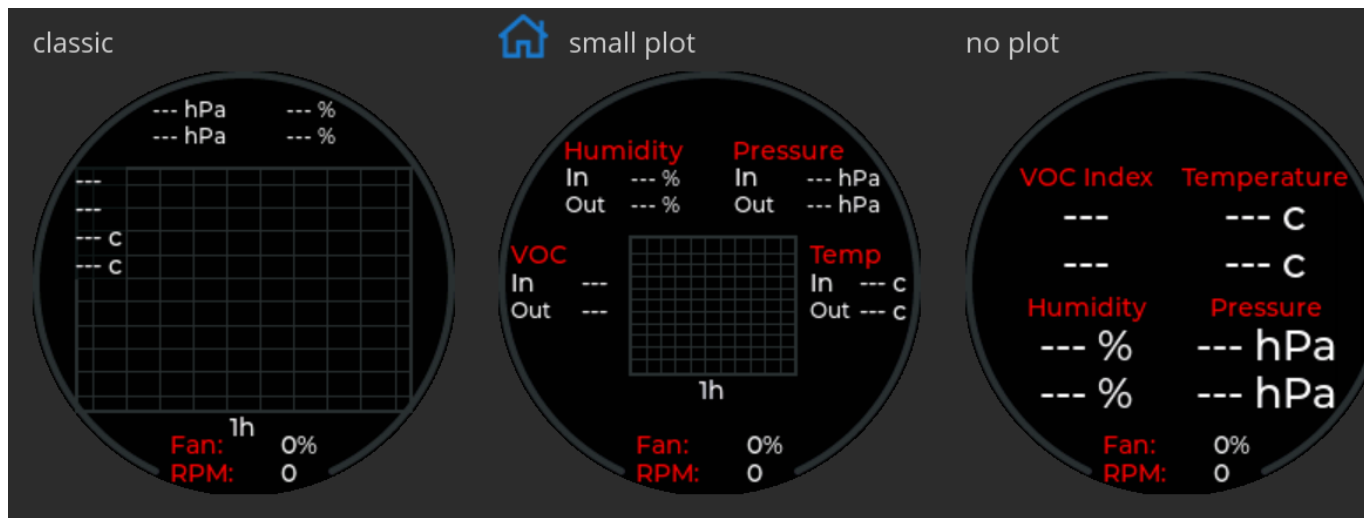 classic
--- hPa --- %
--- hPa --- %
---
---
--- c
--- c
1h
Fan: 0%
RPM: 0
small plot
Humidity Pressure
In --- % In --- hPa
Out --- % Out --- hPa
VOC Temp
In --- In --- c
Out --- Out --- c
1h
Fan: 0%
RPM: 0
no plot
VOC Index Temperature
--- --- c
--- --- c
Humidity Pressure
--- % --- hPa
--- % --- hPa
Fan: 0%
RPM: 0